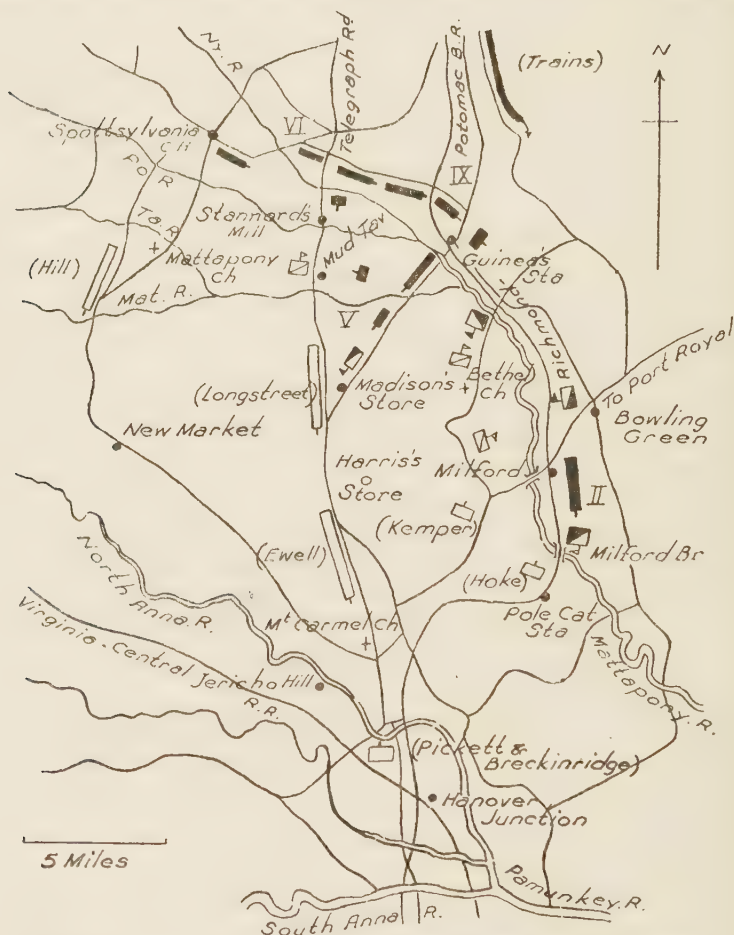 (Trains)
N
Ny. R
Telegraph Rd
Potomac B. R.
VI
Spottsylvania
C H
Po R
IX
Ta. R
Stannard's
Mill
Mud Tav
Mattapony
Ch
Guinea's
Sta
(Hill)
Mat. R.
V
Richmond
(Longstreet)
Madison's
Store
Bethel
Ch
To Port Royal
Bowling
Green
New Market
Harris's
Store
Milford
II
(Kemper)
(Ewell)
Milford Br
(Hoke)
North Anna. R.
Mt Carmel Ch
Pole Cat
Sta
Virginia-Central
R.R.
Jericho Hill
Mattapony. R.
(Pickett &
Breckinridge)
Hanover
Junction
5 Miles
Pamunkey. R.
South Anna R.